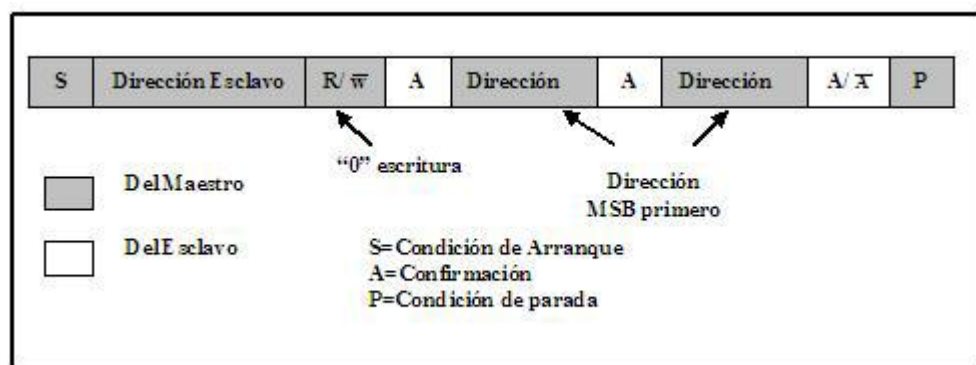 S Dirección Esclavo R/ W̅ A Dirección A Dirección A/ A̅ P
“0” escritura
Dirección
MSB primero
Del Maestro
Del Esclavo
S=Condición de Arranque
A=Confirmación
P=Condición de parada